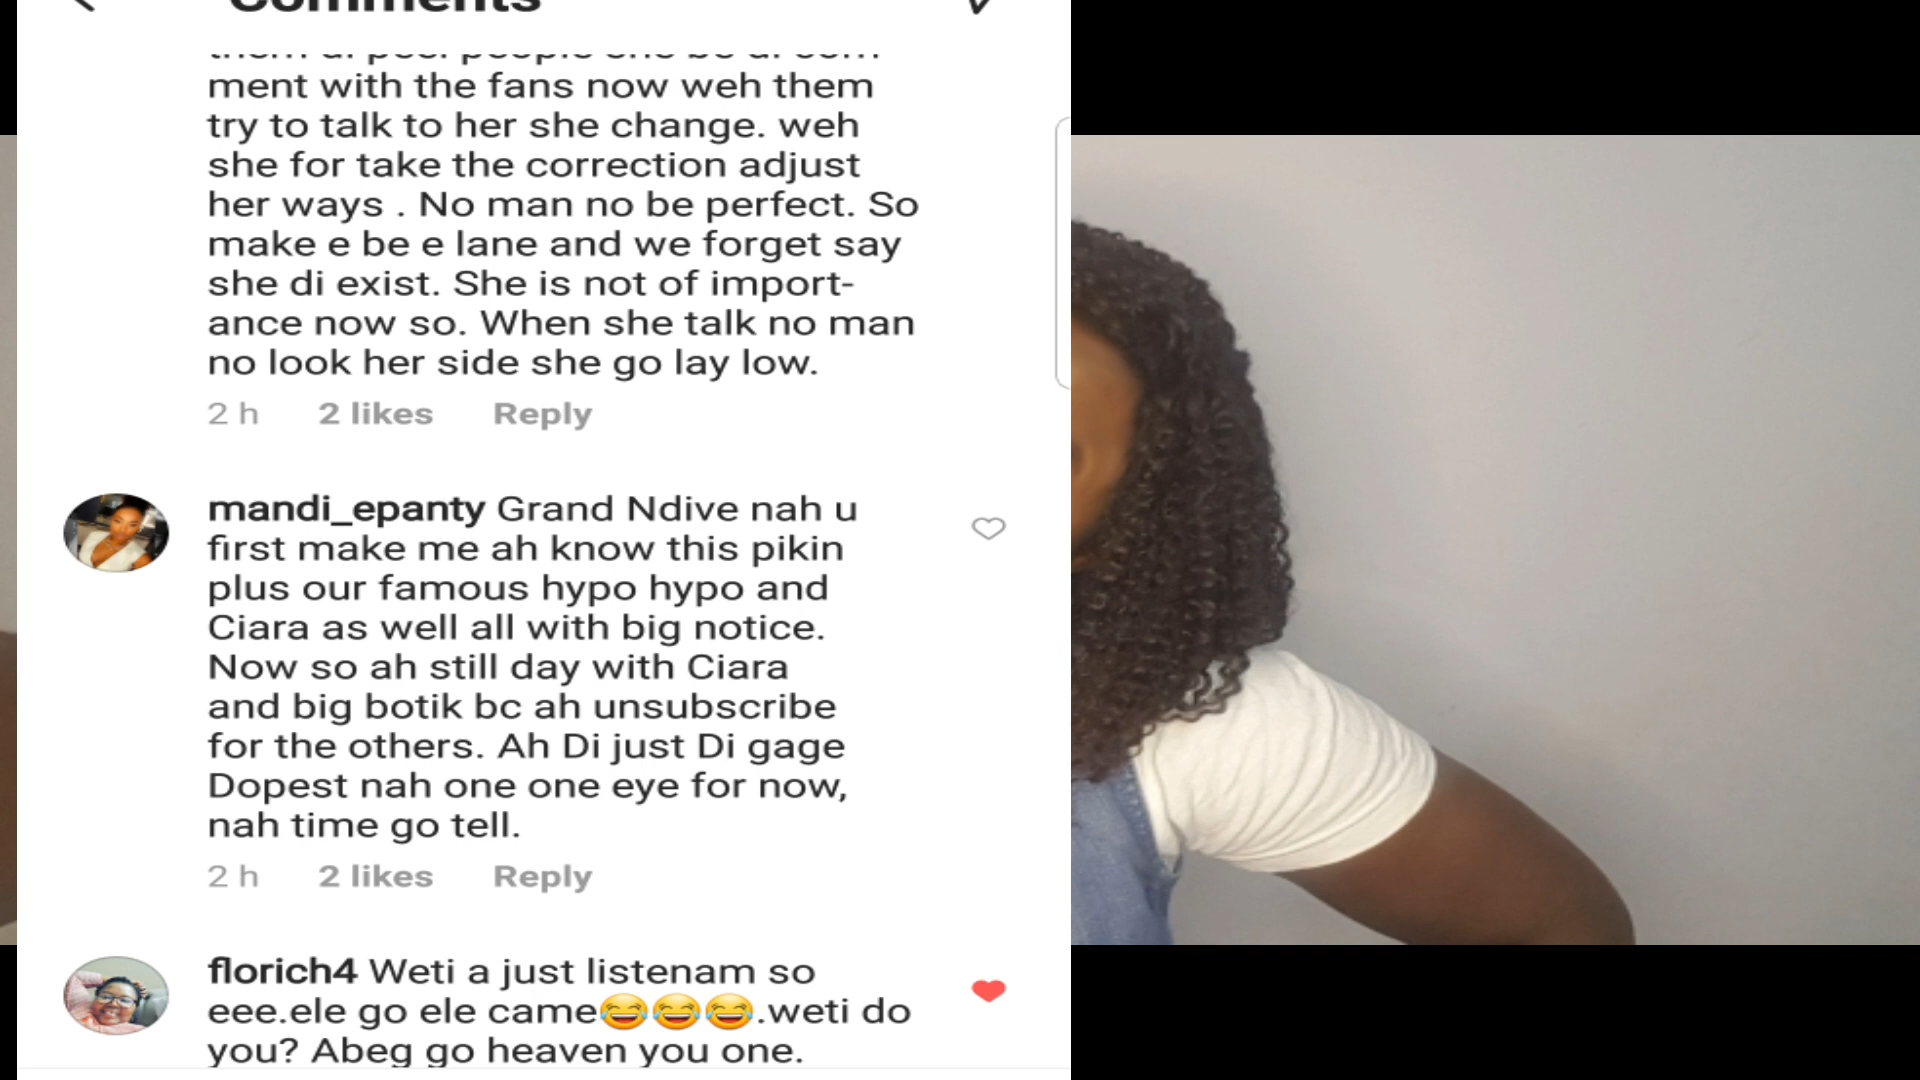 Comments
ment with the fans now weh them
try to talk to her she change. weh
she for take the correction adjust
her ways . No man no be perfect. So
make e be e lane and we forget say
she di exist. She is not of import-
ance now so. When she talk no man
no look her side she go lay low.
2 h 2 likes Reply
mandi_epanty Grand Ndive nah u
first make me ah know this pikin
plus our famous hypo hypo and
Ciara as well all with big notice.
Now so ah still day with Ciara
and big botik bc ah unsubscribe
for the others. Ah Di just Di gage
Dopest nah one one eye for now,
nah time go tell.
2 h 2 likes Reply
florich4 Weti a just listenam so
eee.ele go ele came😂😂😂.weti do
you? Abeg go heaven you one.